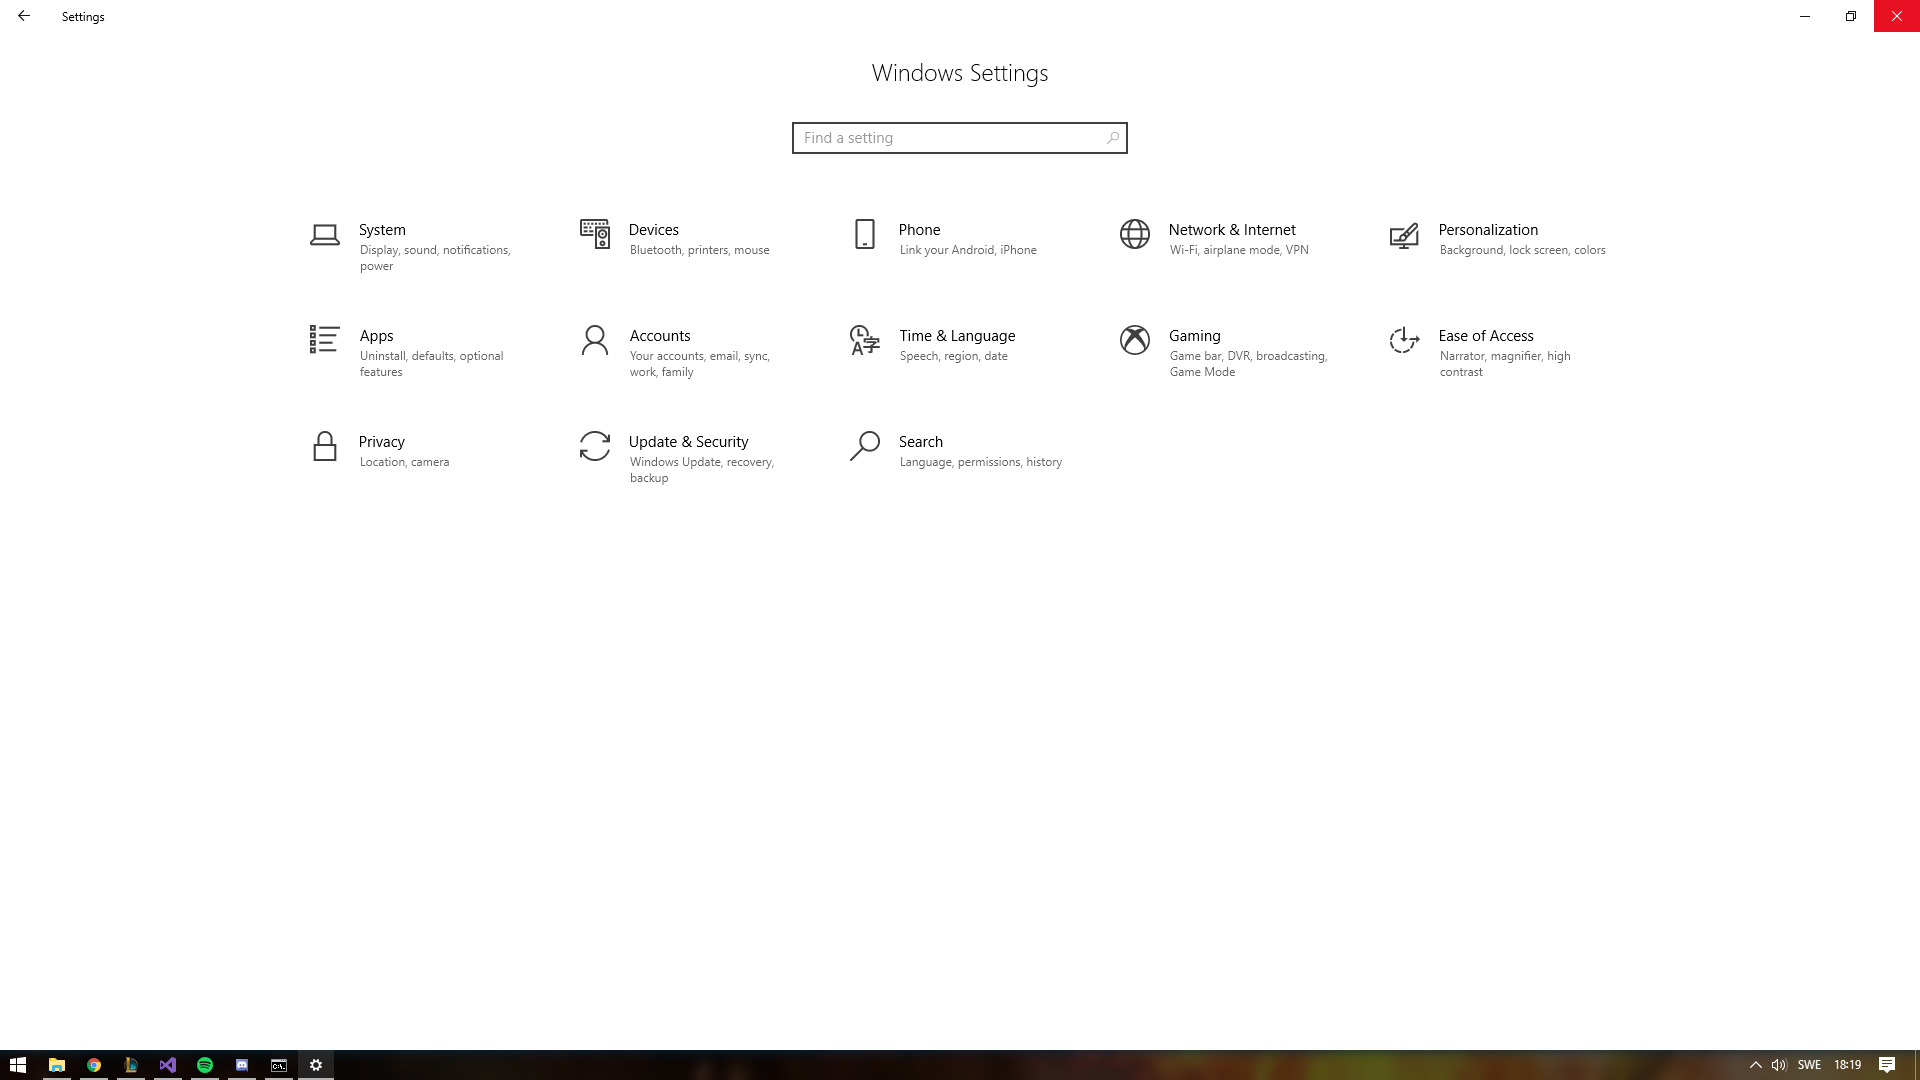 Settings
Windows Settings
Find a setting
System
Display, sound, notifications,
power
Devices
Bluetooth, printers, mouse
Phone
Link your Android, iPhone
Network & Internet
Wi-Fi, airplane mode, VPN
Personalization
Background, lock screen, colors
Apps
Uninstall, defaults, optional
features
Accounts
Your accounts, email, sync,
work, family
Time & Language
Speech, region, date
Gaming
Game bar, DVR, broadcasting,
Game Mode
Ease of Access
Narrator, magnifier, high
contrast
Privacy
Location, camera
Update & Security
Windows Update, recovery,
backup
Search
Language, permissions, history
SWE 18:19